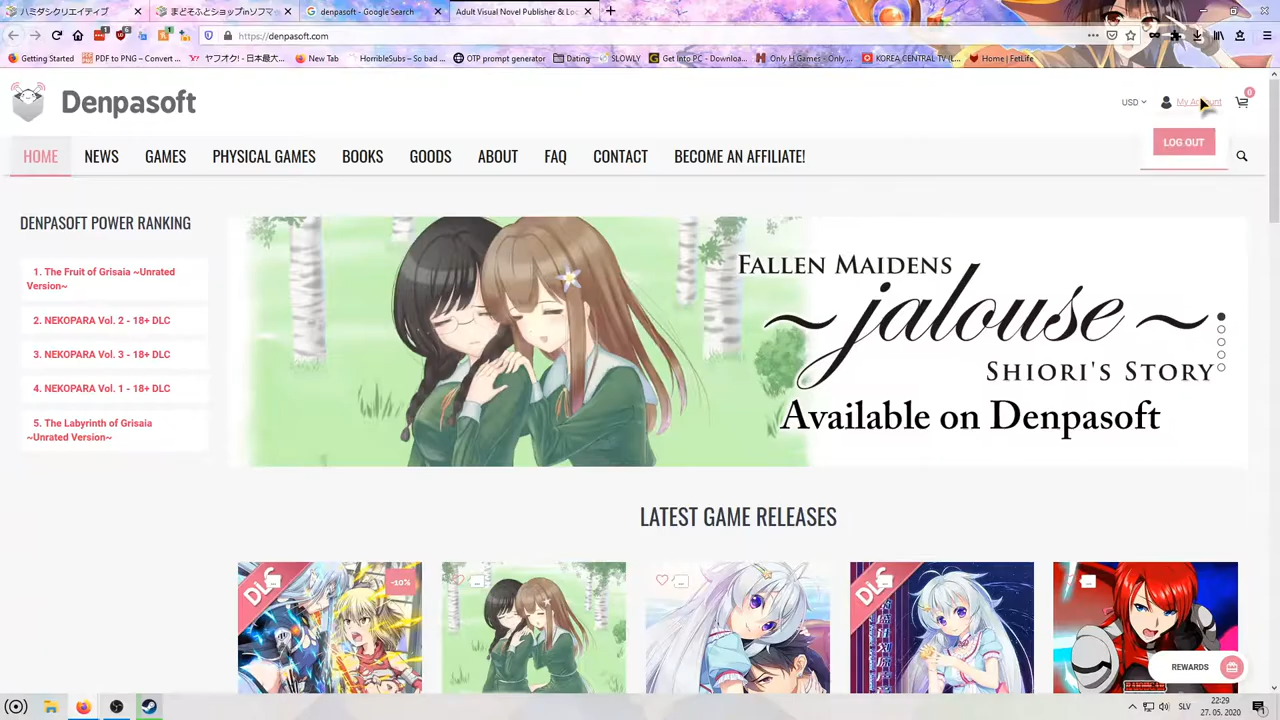 ハミダシクリエイティブ
まどそふとショップinソフマ
denpasoft - Google Search
Adult Visual Novel Publisher & Lo
https://denpasoft.com
Getting Started
PDF to PNG – Convert ...
ヤフオク! - 日本最大...
New Tab
HorribleSubs – So bad ...
OTP prompt generator
Dating
SLOWLY
Get Into PC - Downloa...
Only H Games - Only ...
KOREA CENTRAL TV (L...
Home | FetLife
Denpasoft
USD
My Account
0
LOG OUT
HOME
NEWS
GAMES
PHYSICAL GAMES
BOOKS
GOODS
ABOUT
FAQ
CONTACT
BECOME AN AFFILIATE!
DENPASOFT POWER RANKING
1. The Fruit of Grisaia ~Unrated
Version~
2. NEKOPARA Vol. 2 - 18+ DLC
3. NEKOPARA Vol. 3 - 18+ DLC
4. NEKOPARA Vol. 1 - 18+ DLC
5. The Labyrinth of Grisaia
~Unrated Version~
FALLEN MAIDENS
~jalouse~
SHIORI'S STORY
Available on Denpasoft
LATEST GAME RELEASES
DLC
-10%
DLC
REWARDS
SLV
22:29
27. 05. 2020